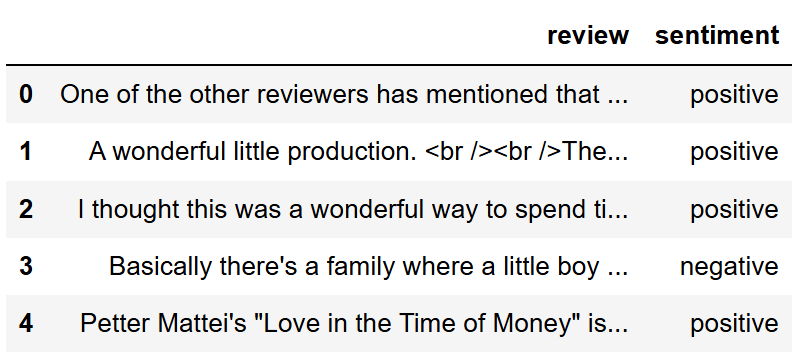 review sentiment
0 One of the other reviewers has mentioned that ... positive
1 A wonderful little production. <br /><br />The... positive
2 I thought this was a wonderful way to spend ti... positive
3 Basically there's a family where a little boy ... negative
4 Petter Mattei's "Love in the Time of Money" is... positive